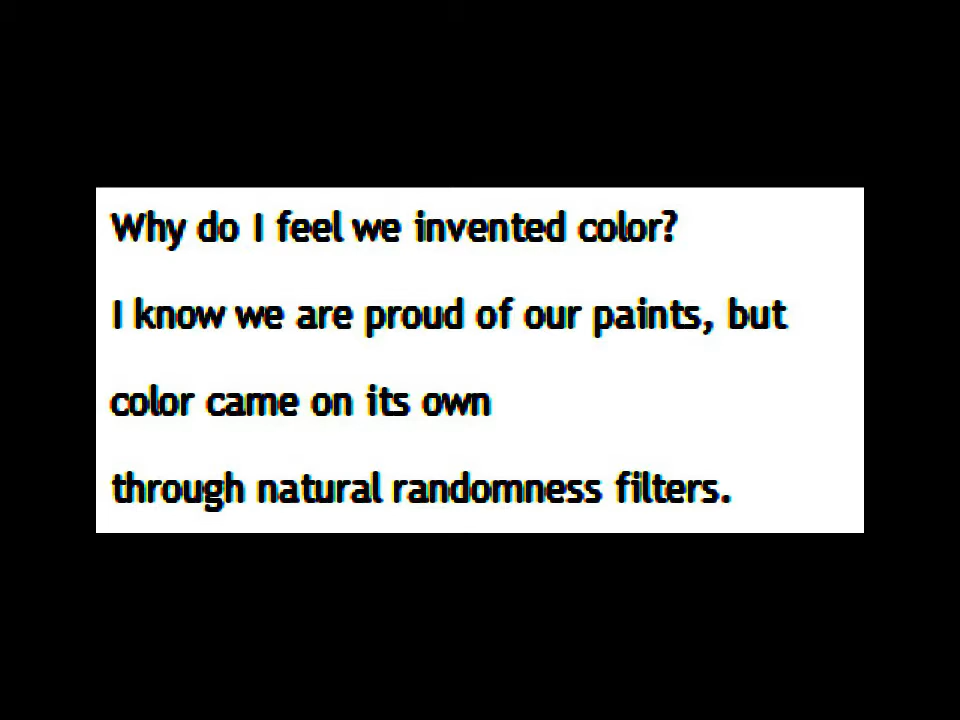 Why do I feel we invented color?
I know we are proud of our paints, but
color came on its own
through natural randomness filters.